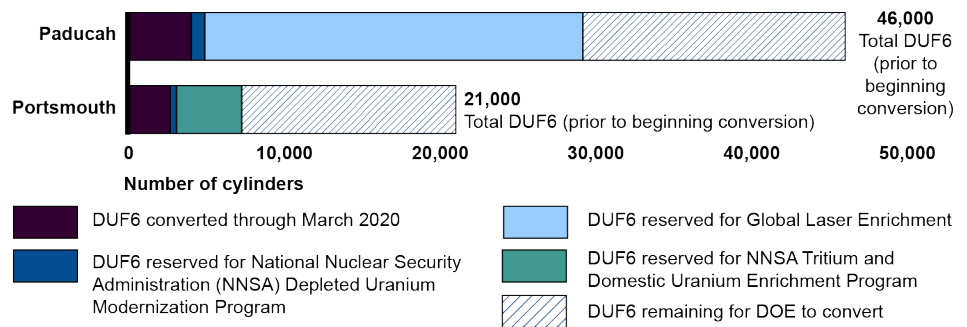 Paducah
46,000
Total DUF6
(prior to
beginning
conversion)
Portsmouth
21,000
Total DUF6 (prior to beginning conversion)
0 10,000 20,000 30,000 40,000 50,000
Number of cylinders
DUF6 converted through March 2020
DUF6 reserved for National Nuclear Security
Administration (NNSA) Depleted Uranium
Modernization Program
DUF6 reserved for Global Laser Enrichment
DUF6 reserved for NNSA Tritium and
Domestic Uranium Enrichment Program
DUF6 remaining for DOE to convert